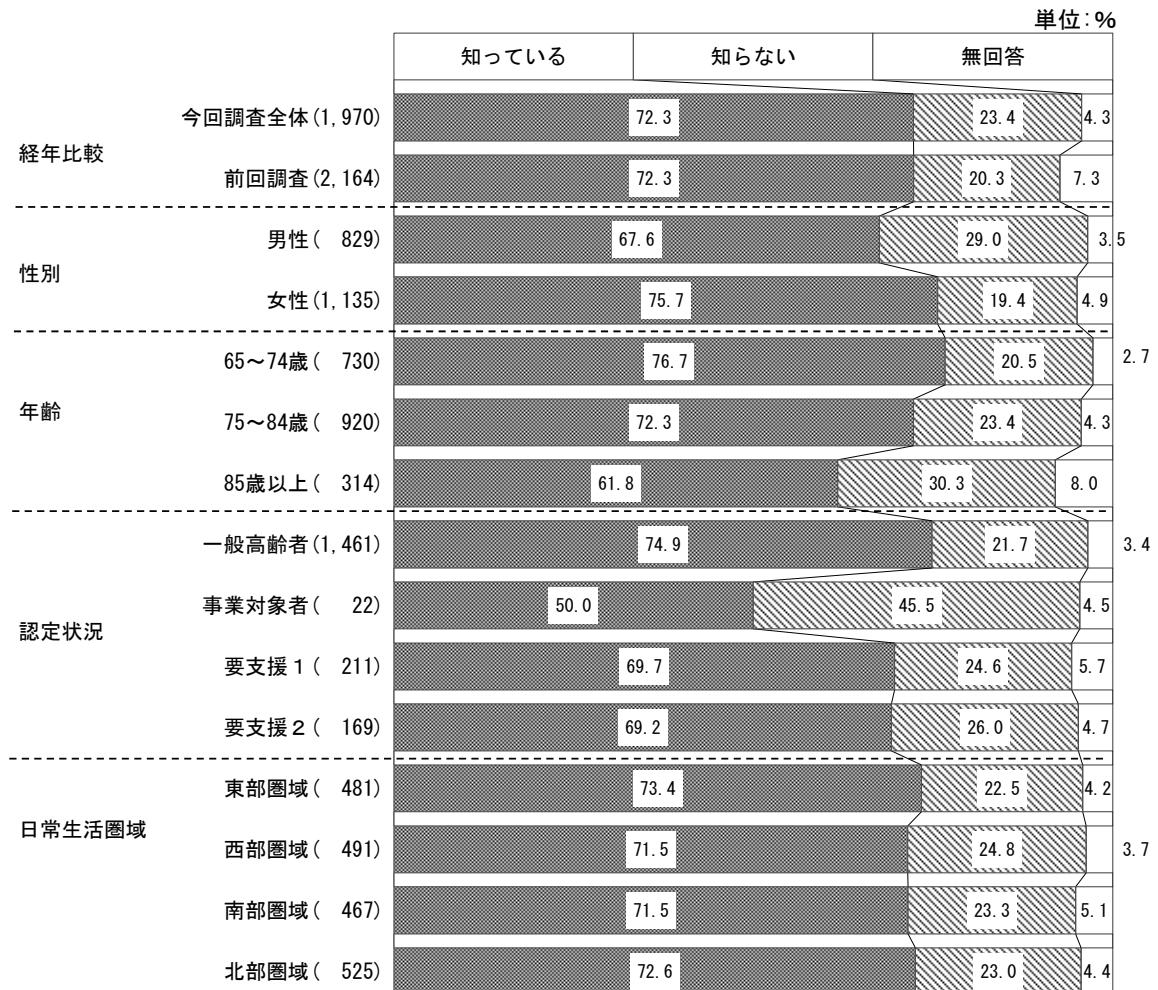 単位：％
知っている 知らない 無回答
今回調査全体(1,970) 72.3 23.4 4.3
経年比較
前回調査(2,164) 72.3 20.3 7.3
男性( 829) 67.6 29.0 3.5
性別
女性(1,135) 75.7 19.4 4.9
65～74歳( 730) 76.7 20.5 2.7
年齢 75～84歳( 920) 72.3 23.4 4.3
85歳以上( 314) 61.8 30.3 8.0
一般高齢者(1,461) 74.9 21.7 3.4
事業対象者( 22) 50.0 45.5 4.5
認定状況
要支援１( 211) 69.7 24.6 5.7
要支援２( 169) 69.2 26.0 4.7
東部圏域( 481) 73.4 22.5 4.2
日常生活圏域
西部圏域( 491) 71.5 24.8 3.7
南部圏域( 467) 71.5 23.3 5.1
北部圏域( 525) 72.6 23.0 4.4